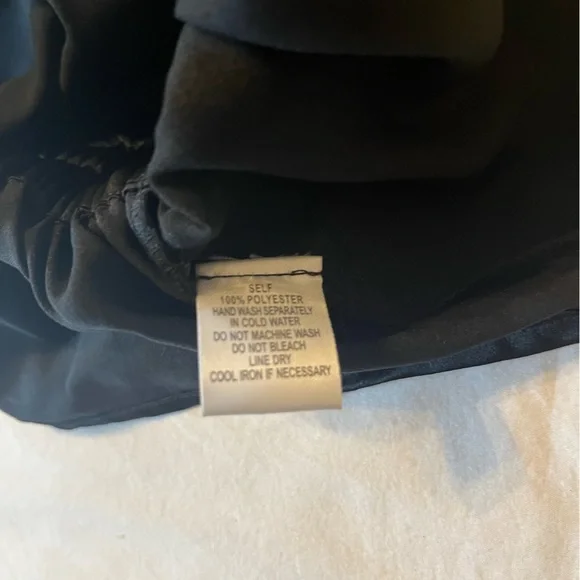 SELF
100% POLYESTER
HAND WASH SEPARATELY
IN COLD WATER
DO NOT MACHINE WASH
DO NOT BLEACH
LINE DRY
COOL IRON IF NECESSARY